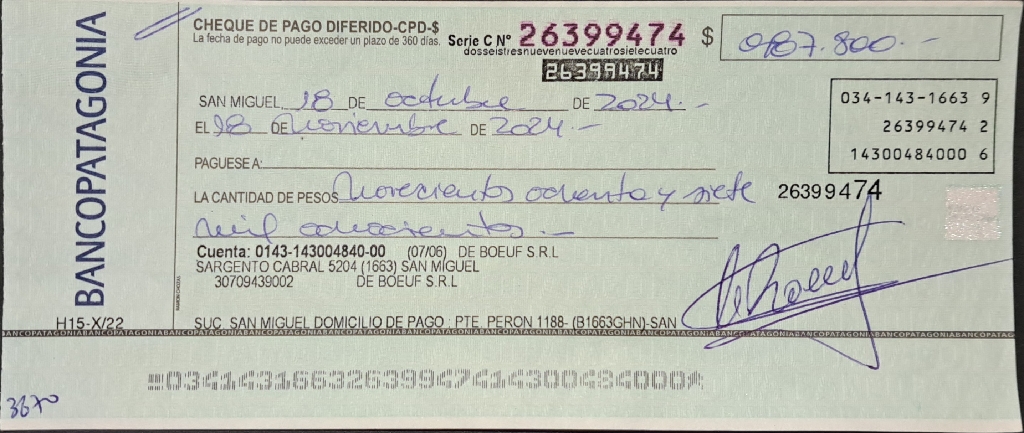 BANCOPATAGONIA
H15-X/22
CHEQUE DE PAGO DIFERIDO-CPD-$
La fecha de pago no puede exceder un plazo de 360 días.
Serie C Nº 26399474
dosseistresnuevenuevecuatrosietecuatro
26399474
$ 987.800.-
034-143-1663 9
26399474 2
14300484000 6
SAN MIGUEL, 18 DE octubre DE 2024.-
EL 18 DE Noviembre DE 2024.-
PAGUESE A:
LA CANTIDAD DE PESOS Novecientos ochenta y siete
26399474
mil ochocientos.-
Cuenta: 0143-143004840-00 (07/06) DE BOEUF S.R.L
SARGENTO CABRAL 5204 (1663) SAN MIGUEL
30709439002 DE BOEUF S.R.L
SUC SAN MIGUEL DOMICILIO DE PAGO : PTE PERON 1188- (B1663GHN)-SAN
BANCOPATAGONIABANCOPATAGONIABANCOPATAGONIABANCOPATAGONIABANCOPATAGONIA
03414316632639947414300484000
3670